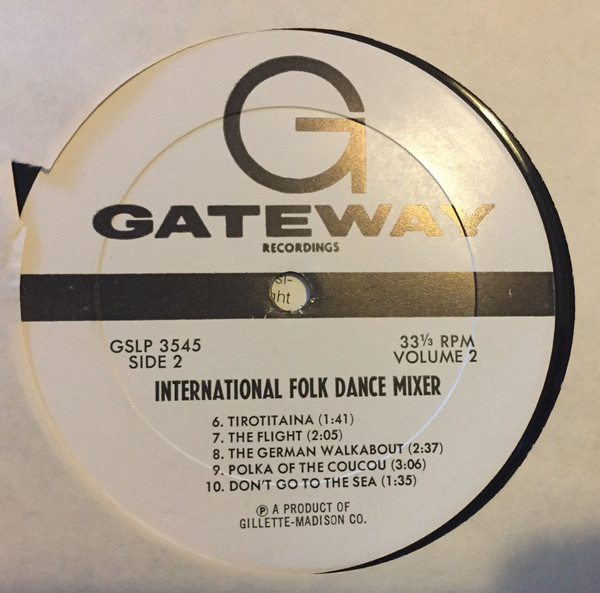 G
GATEWAY
RECORDINGS
GSLP 3545
SIDE 2
33⅓ RPM
VOLUME 2
INTERNATIONAL FOLK DANCE MIXER
6. TIROTITAINA (1:41)
7. THE FLIGHT (2:05)
8. THE GERMAN WALKABOUT (2:37)
9. POLKA OF THE COUCOU (3:06)
10. DON'T GO TO THE SEA (1:35)
℗ A PRODUCT OF
GILLETTE-MADISON CO.